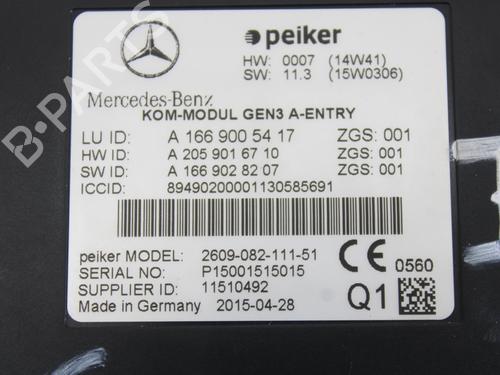 peiker
HW: 0007 (14W41)
SW: 11.3 (15W0306)
Mercedes-Benz
KOM-MODUL GEN3 A-ENTRY
LU ID: A 166 900 54 17 ZGS: 001
HW ID: A 205 901 67 10 ZGS: 001
SW ID: A 166 902 82 07 ZGS: 001
ICCID: 89490200001130585691
peiker MODEL: 2609-082-111-51
SERIAL NO: P15001515015
SUPPLIER ID: 11510492
Made in Germany 2015-04-28
CE 0560
Q1
B-PARTS